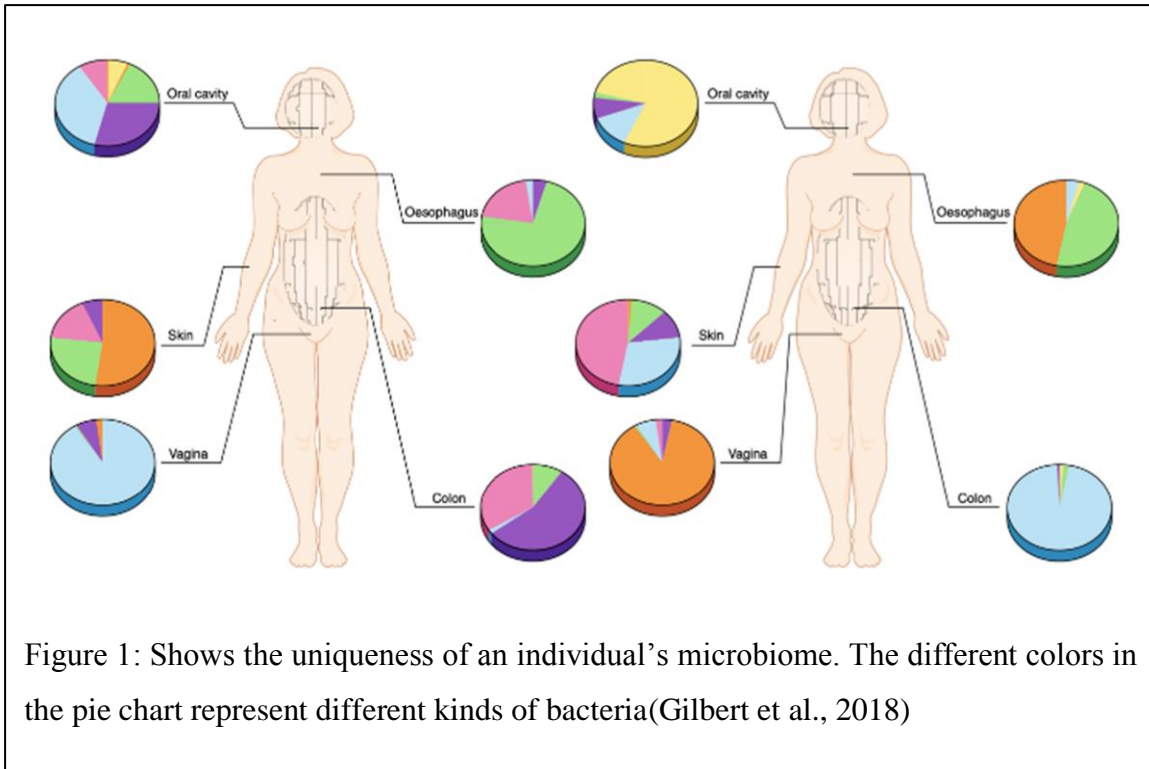 Oral cavity
Oesophagus
Skin
Vagina
Colon
Oral cavity
Oesophagus
Skin
Vagina
Colon
Figure 1: Shows the uniqueness of an individual’s microbiome. The different colors in
the pie chart represent different kinds of bacteria(Gilbert et al., 2018)